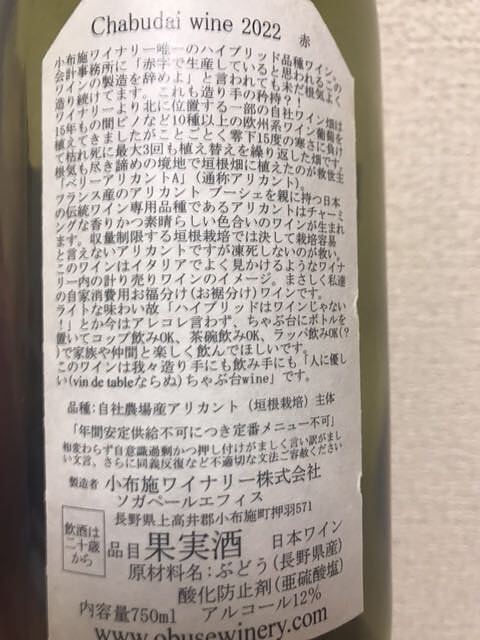 Chabudai wine 2022 赤
小布施ワイナリー唯一のハイブリッド品種ワイン。
会計事務所に「赤字で生産していると思われるこの
ワインの製造を辞めよ」と言われても未だ根気よく
造り続けてます。これも造り手の矜持？！
ワイナリーより北に位置する一部の自社ワイン畑は
15年もの間ピノなど10種以上の欧州系ワイン葡萄を
植えてきましたがことごとく零下15度の寒さに負け
て枯れ死に最大3回も植え替えを繰り返した畑です。
根気も尽き諦めの境地で垣根畑に植えたのが救世主
「ベリーアリカントA」(通称アリカント)。
フランス産のアリカント ブーシェを親に持つ日本
の伝統ワイン専用品種であるアリカントはチャーミ
ングな香りかつ素晴らしい色合いのワインが生まれ
ます。収量制限する垣根栽培では決して栽培容易
と言えないアリカントですが凍死しないのが救い。
このワインはイタリアでよく見かけるようなワイナ
リー内の計り売りワインのイメージ。まさしく私達
の自家消費用お福分け(お裾分け)ワインです。
ライトな味わい故「ハイブリッドはワインじゃない
！」とか今はアレコレ言わず、ちゃぶ台にボトルを
置いてコップ飲みOK、茶碗飲みOK、ラッパ飲みOK(？
)で家族や仲間と楽しく飲んでほしいです。
このワインは我々造り手にも飲み手にも「人に優し
い(vin de tableならぬ)ちゃぶ台wine」です。
品種:自社農場産アリカント（垣根栽培）主体
「年間安定供給不可につき定番メニュー不可」
相変わらず自意識過剰かつ押し付けがましく言い訳がまし
い文言、さらに同義反復など不適切な文法ご容赦ください
製造者 小布施ワイナリー株式会社
ソガペールエフィス
長野県上高井郡小布施町押羽571
飲酒は
二十歳
から
品目 果実酒 日本ワイン
原材料名:ぶどう(長野県産)
酸化防止剤(亜硫酸塩)
内容量750ml アルコール12%
www.obusewinery.com